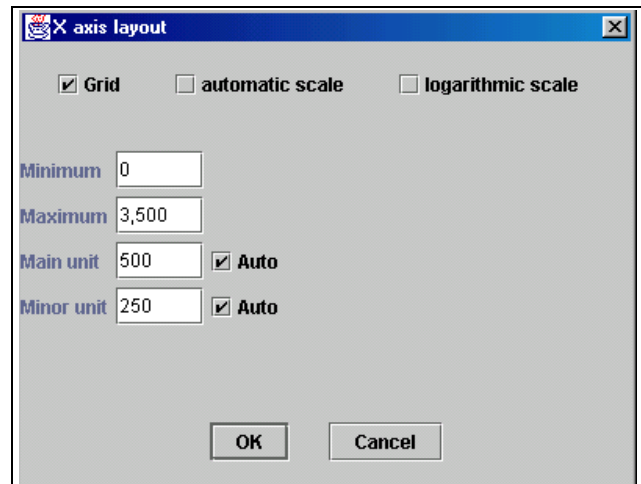 X axis layout
Grid automatic scale logarithmic scale
Minimum 0
Maximum 3,500
Main unit 500 Auto
Minor unit 250 Auto
OK Cancel